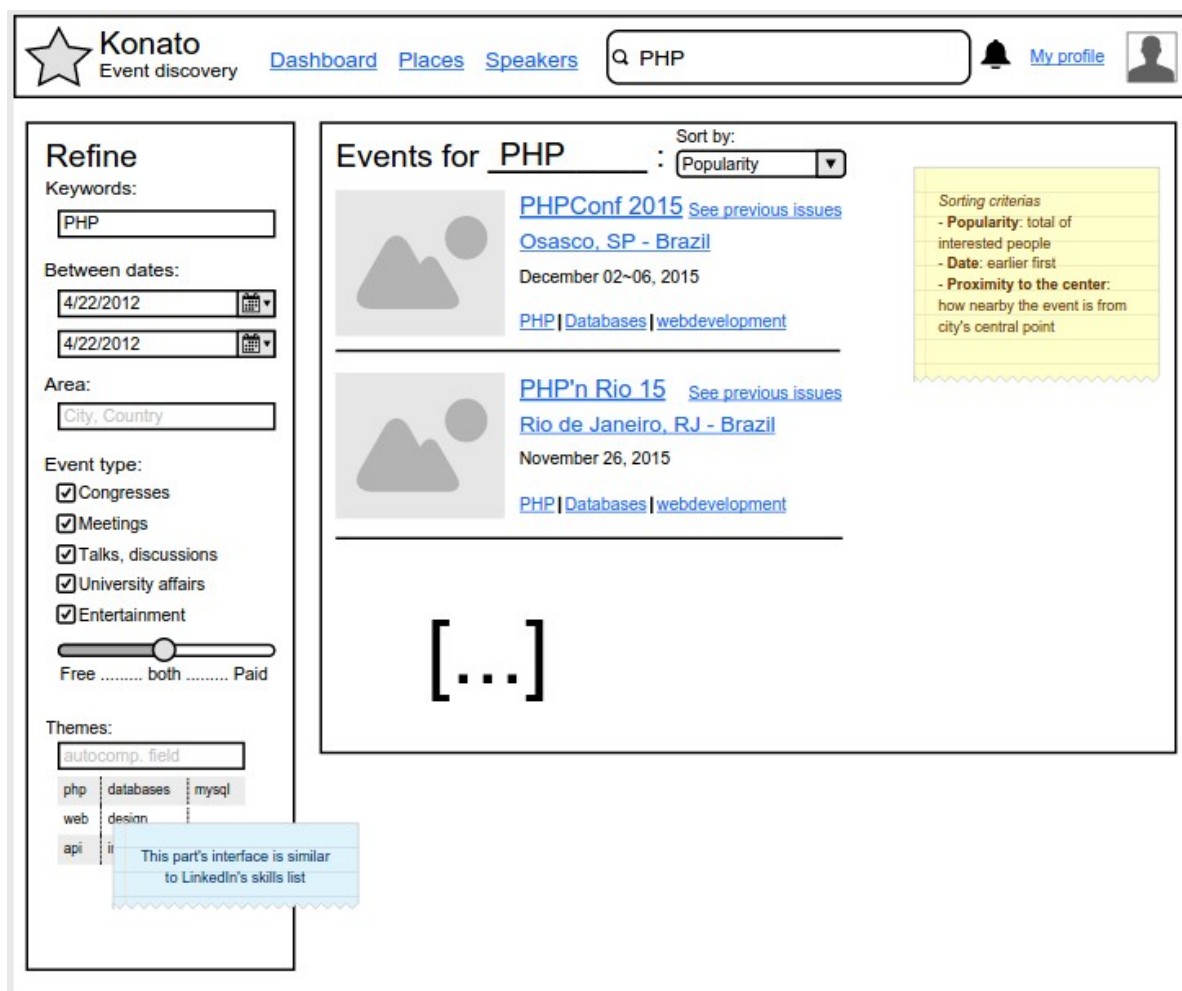 Konato
Event discovery
Dashboard Places Speakers
PHP
My profile
Refine
Keywords:
PHP
Between dates:
4/22/2012
4/22/2012
Area:
City, Country
Event type:
Congresses
Meetings
Talks, discussions
University affairs
Entertainment
Free ......... both ......... Paid
Themes:
autocomp. field
php databases mysql
web design
api
This part's interface is similar
to LinkedIn's skills list
Events for PHP :
Sort by:
Popularity
PHPConf 2015 See previous issues
Osasco, SP - Brazil
December 02~06, 2015
PHP|Databases|webdevelopment
PHP'n Rio 15 See previous issues
Rio de Janeiro, RJ - Brazil
November 26, 2015
PHP|Databases|webdevelopment
[...]
Sorting criterias
- Popularity: total of
interested people
- Date: earlier first
- Proximity to the center:
how nearby the event is from
city's central point